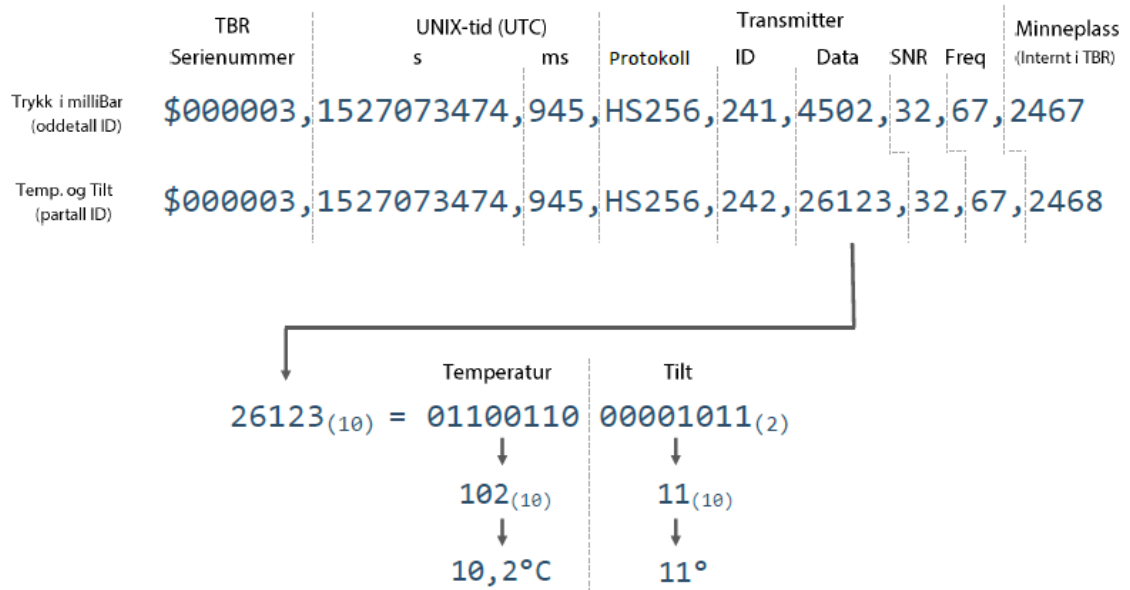 TBR UNIX-tid (UTC) Transmitter Minneplass
Serienummer s ms Protokoll ID Data SNR Freq (Internt i TBR)
Trykk i milliBar
(oddetall ID)
$000003,1527073474,945,HS256,241,4502,32,67,2467
Temp. og Tilt
(partall ID)
$000003,1527073474,945,HS256,242,26123,32,67,2468
Temperatur Tilt
26123(10) = 01100110 00001011(2)
102(10) 11(10)
10,2°C 11°